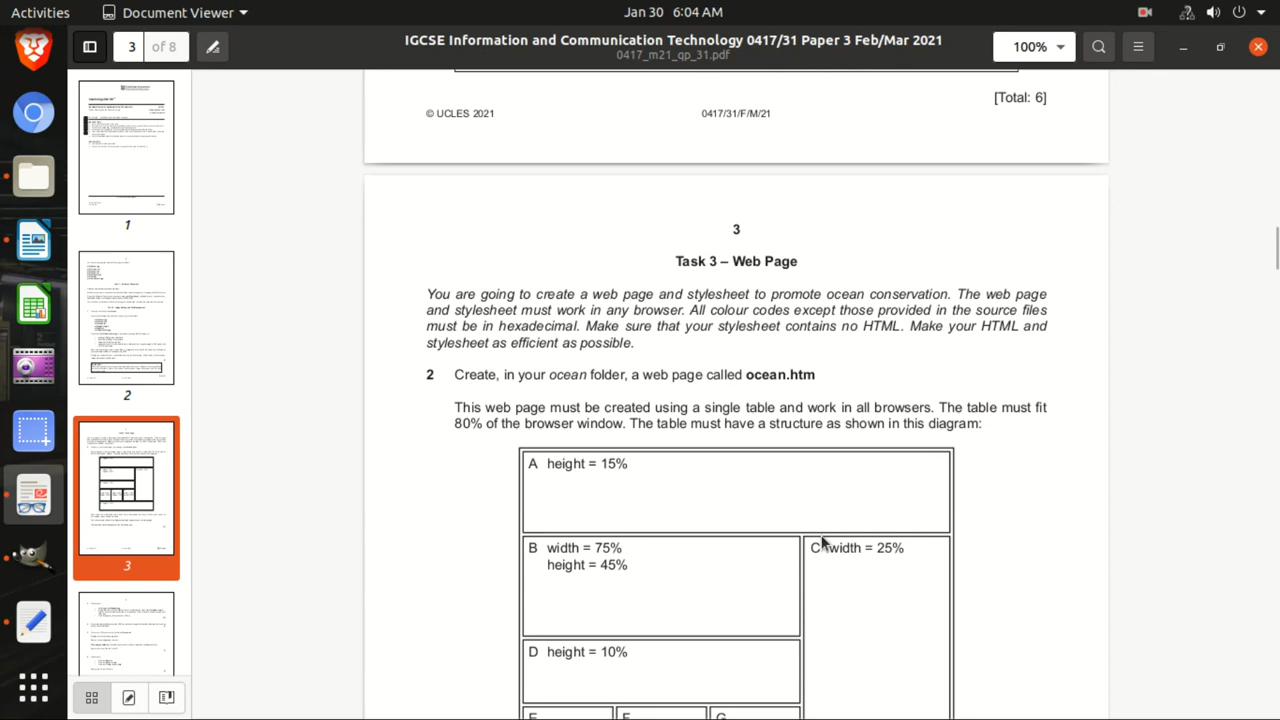 Activities
Document Viewer
Jan 30 6:04 AM
3 of 8
IGCSE Information and Communication Technology 0417/31 Paper 3 Feb/Mar 2021
0417_m21_qp_31.pdf
100%
1
2
3
[Total: 6]
© UCLES 2021
0417/31/F/M/21
3
Task 3 – Web Page
You are going to create a web page and stylesheet to promote ocean conservation. The web page
and stylesheet must work in any browser. All colour codes, except those provided in the source files
must be in hexadecimal. Make sure that your stylesheet contains no HTML. Make your HTML and
stylesheet as efficient as possible.
2 Create, in your ocean folder, a web page called ocean.htm
This web page must be created using a single table and work in all browsers. The table must fit
80% of the browser window. The table must have a structure as shown in the diagram:
A height = 15%
B width = 75%
height = 45%
C width = 25%
D height = 10%
E
F
G